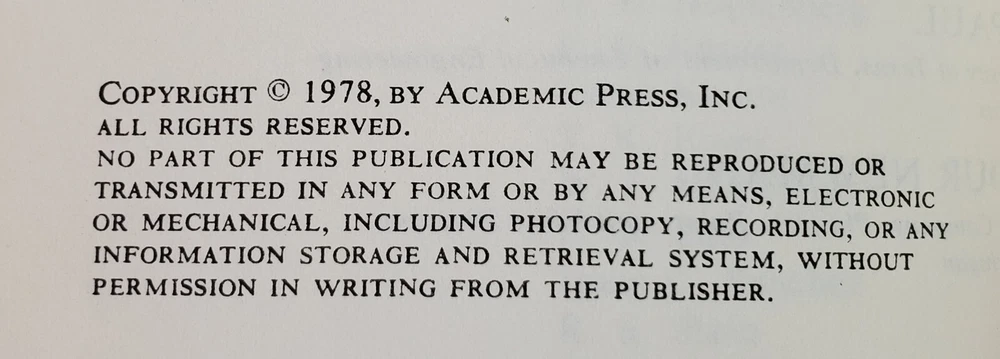 COPYRIGHT © 1978, BY ACADEMIC PRESS, INC.
ALL RIGHTS RESERVED.
NO PART OF THIS PUBLICATION MAY BE REPRODUCED OR
TRANSMITTED IN ANY FORM OR BY ANY MEANS, ELECTRONIC
OR MECHANICAL, INCLUDING PHOTOCOPY, RECORDING, OR ANY
INFORMATION STORAGE AND RETRIEVAL SYSTEM, WITHOUT
PERMISSION IN WRITING FROM THE PUBLISHER.